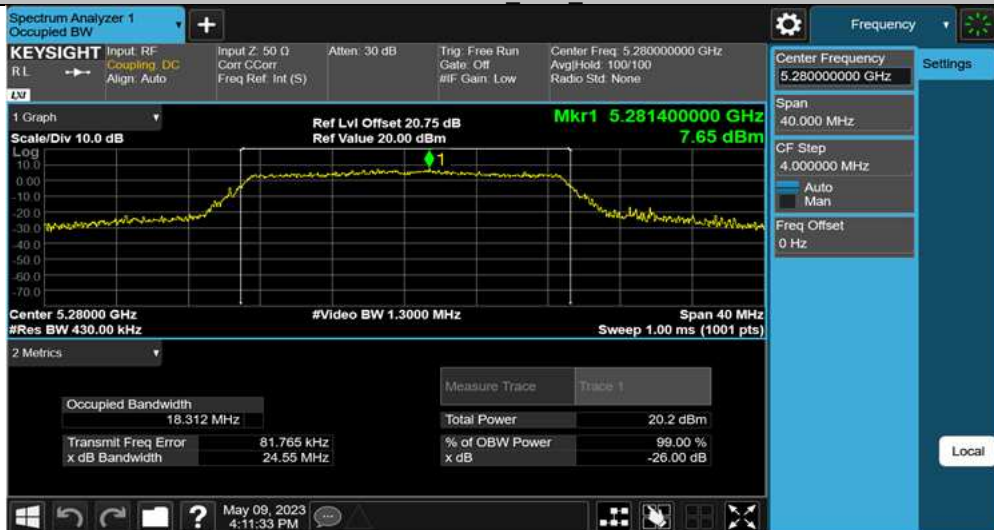 Spectrum Analyzer 1
Occupied BW
Frequency
KEYSIGHT
RL
LXI
Input: RF
Coupling: DC
Align: Auto
Input Z: 50 Ω
Corr CCorr
Freq Ref: Int (S)
Atten: 30 dB
Trig: Free Run
Gate: Off
#IF Gain: Low
Center Freq: 5.280000000 GHz
Avg|Hold: 100/100
Radio Std: None
Center Frequency
5.280000000 GHz
Settings
Span
40.000 MHz
CF Step
4.000000 MHz
Auto
Man
Freq Offset
0 Hz
Local
1 Graph
Scale/Div 10.0 dB
Ref Lvl Offset 20.75 dB
Ref Value 20.00 dBm
Mkr1 5.281400000 GHz
7.65 dBm
Log
10.0
0.00
-10.0
-20.0
-30.0
-40.0
-50.0
-60.0
-70.0
1
Center 5.28000 GHz
#Res BW 430.00 kHz
#Video BW 1.3000 MHz
Span 40 MHz
Sweep 1.00 ms (1001 pts)
2 Metrics
Measure Trace Trace 1
Occupied Bandwidth
18.312 MHz
Total Power 20.2 dBm
Transmit Freq Error 81.765 kHz
% of OBW Power 99.00 %
x dB Bandwidth 24.55 MHz
x dB -26.00 dB
May 09, 2023
4:11:33 PM